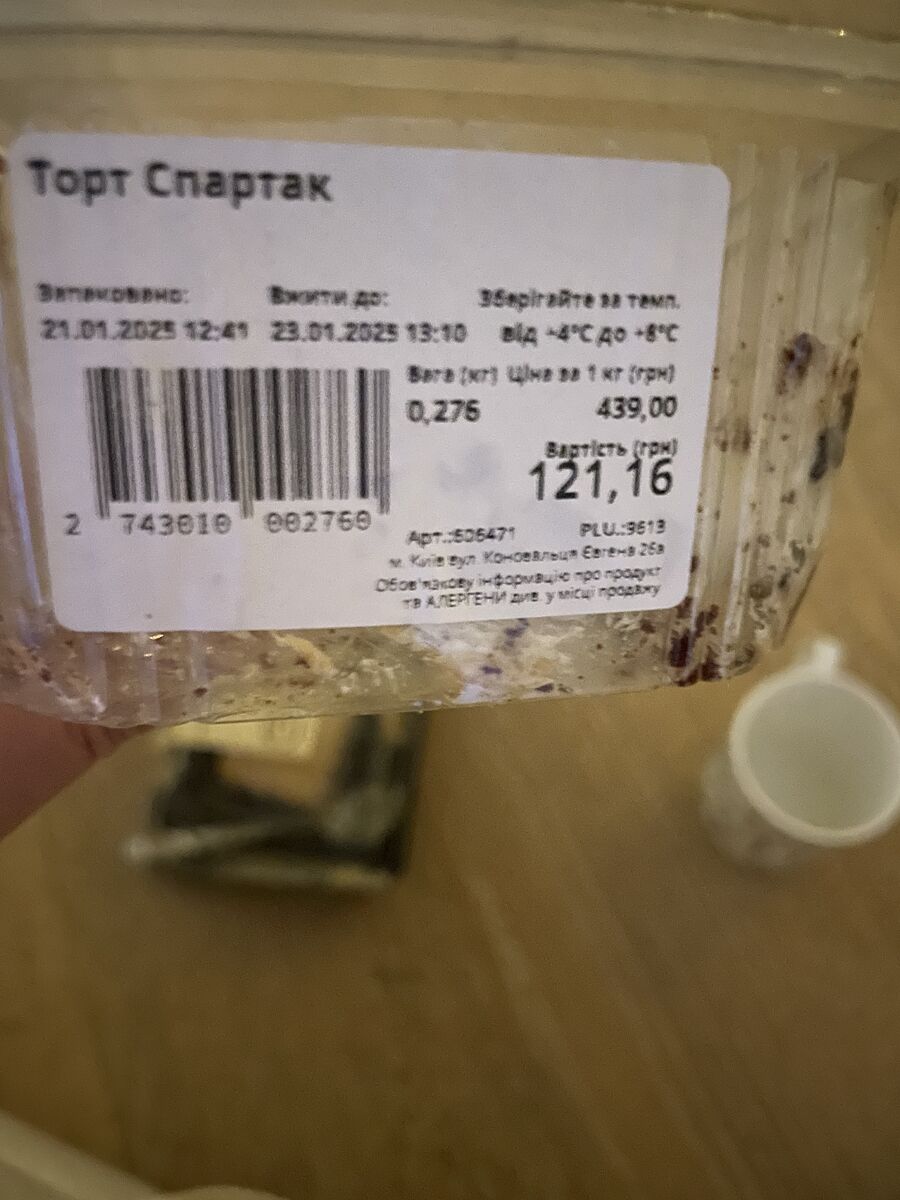 Торт Спартак
Запаковано: Вжити до: Зберігайте за темп.
21.01.2025 12:41 23.01.2025 13:10 від +4°C до +6°C
Вага (кг) Ціна за 1 кг (грн)
0,276 439,00
Вартість (грн)
121,16
2 743010 002760
Арт.:606471 PLU.:9613
м. Київ вул. Коновальця Євгена 26а
Обов'язкову інформацію про продукт
та АЛЕРГЕНИ див. у місці продажу